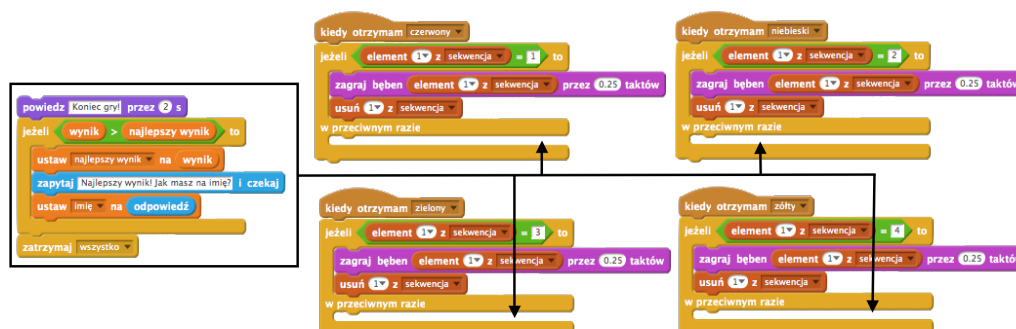 powiedz Koniec gry! przez 2 s
jeżeli wynik > najlepszy wynik to
ustaw najlepszy wynik na wynik
zapytaj Najlepszy wynik! Jak masz na imię? i czekaj
ustaw imię na odpowiedź
zatrzymaj wszystko
kiedy otrzymam czerwony
jeżeli element 1 z sekwencja = 1 to
zagraj bęben element 1 z sekwencja przez 0.25 taktów
usuń 1 z sekwencja
w przeciwnym razie
kiedy otrzymam niebieski
jeżeli element 1 z sekwencja = 2 to
zagraj bęben element 1 z sekwencja przez 0.25 taktów
usuń 1 z sekwencja
w przeciwnym razie
kiedy otrzymam zielony
jeżeli element 1 z sekwencja = 3 to
zagraj bęben element 1 z sekwencja przez 0.25 taktów
usuń 1 z sekwencja
w przeciwnym razie
kiedy otrzymam zółty
jeżeli element 1 z sekwencja = 4 to
zagraj bęben element 1 z sekwencja przez 0.25 taktów
usuń 1 z sekwencja
w przeciwnym razie